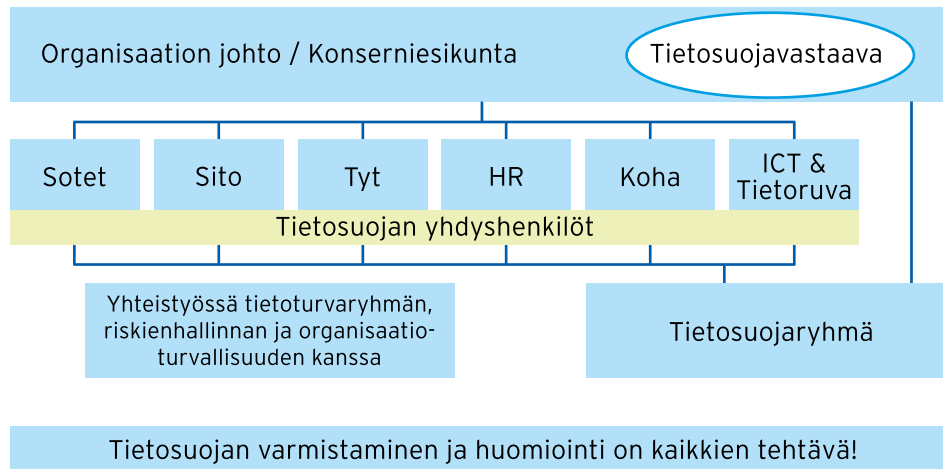 Organisaation johto / Konserniesikunta
Tietosuojavastaava
Sotet
Sito
Tyt
HR
Koha
ICT &
Tietoruva
Tietosuojan yhdyshenkilöt
Yhteistyössä tietoturvaryhmän,
riskienhallinnan ja organisaatio-
turvallisuuden kanssa
Tietosuojaryhmä
Tietosuojan varmistaminen ja huomiointi on kaikkien tehtävä!